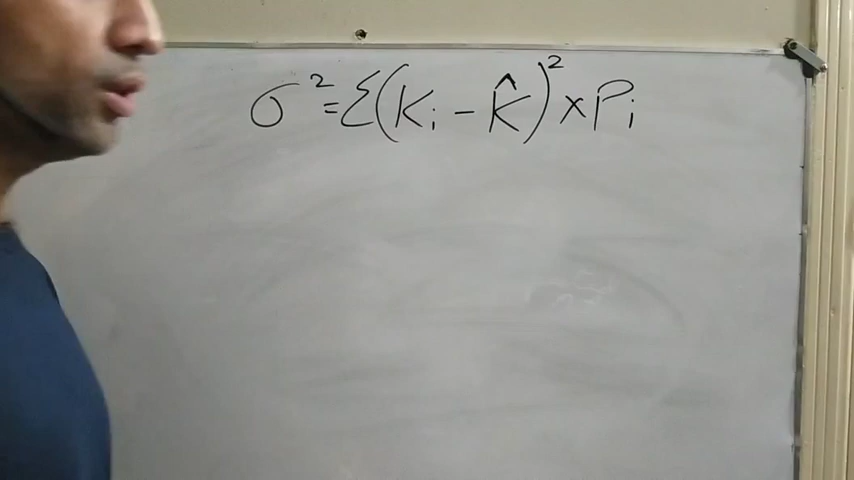 σ² = Σ(Kᵢ - K̂)² × Pᵢ